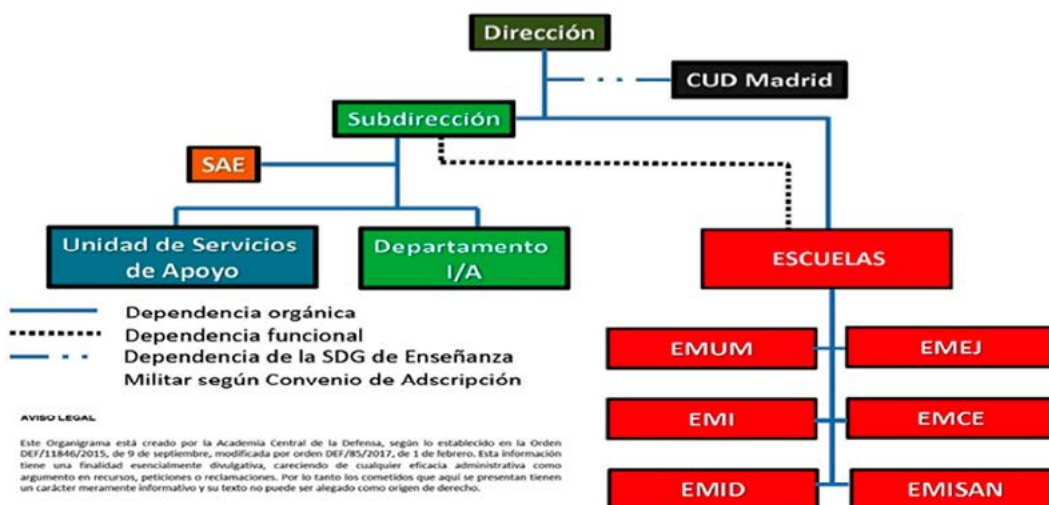 Dirección
CUD Madrid
Subdirección
SAE
Unidad de Servicios
de Apoyo
Departamento
I/A
ESCUELAS
Dependencia orgánica
Dependencia funcional
Dependencia de la SDG de Enseñanza
Militar según Convenio de Adscripción
EMUM
EMEJ
EMI
EMCE
EMID
EMISAN
AVISO LEGAL
Este Organigrama está creado por la Academia Central de la Defensa, según lo establecido en la Orden
DEF/11846/2015, de 9 de septiembre, modificada por orden DEF/85/2017, de 1 de febrero. Esta información
tiene una finalidad esencialmente divulgativa, careciendo de cualquier eficacia administrativa como
argumento en recursos, peticiones o reclamaciones. Por lo tanto los cometidos que aquí se presentan tienen
un carácter meramente informativo y su texto no puede ser alegado como origen de derecho.